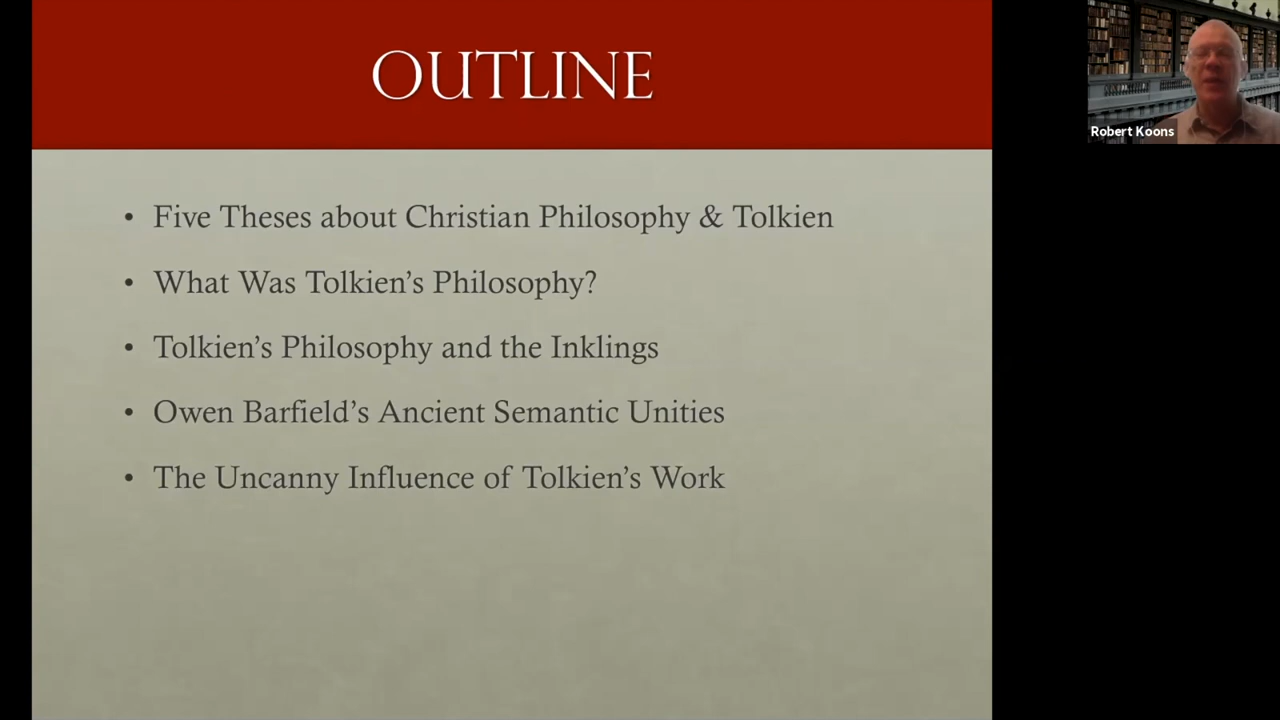 OUTLINE
• Five Theses about Christian Philosophy & Tolkien
• What Was Tolkien's Philosophy?
• Tolkien's Philosophy and the Inklings
• Owen Barfield's Ancient Semantic Unities
• The Uncanny Influence of Tolkien's Work
Robert Koons